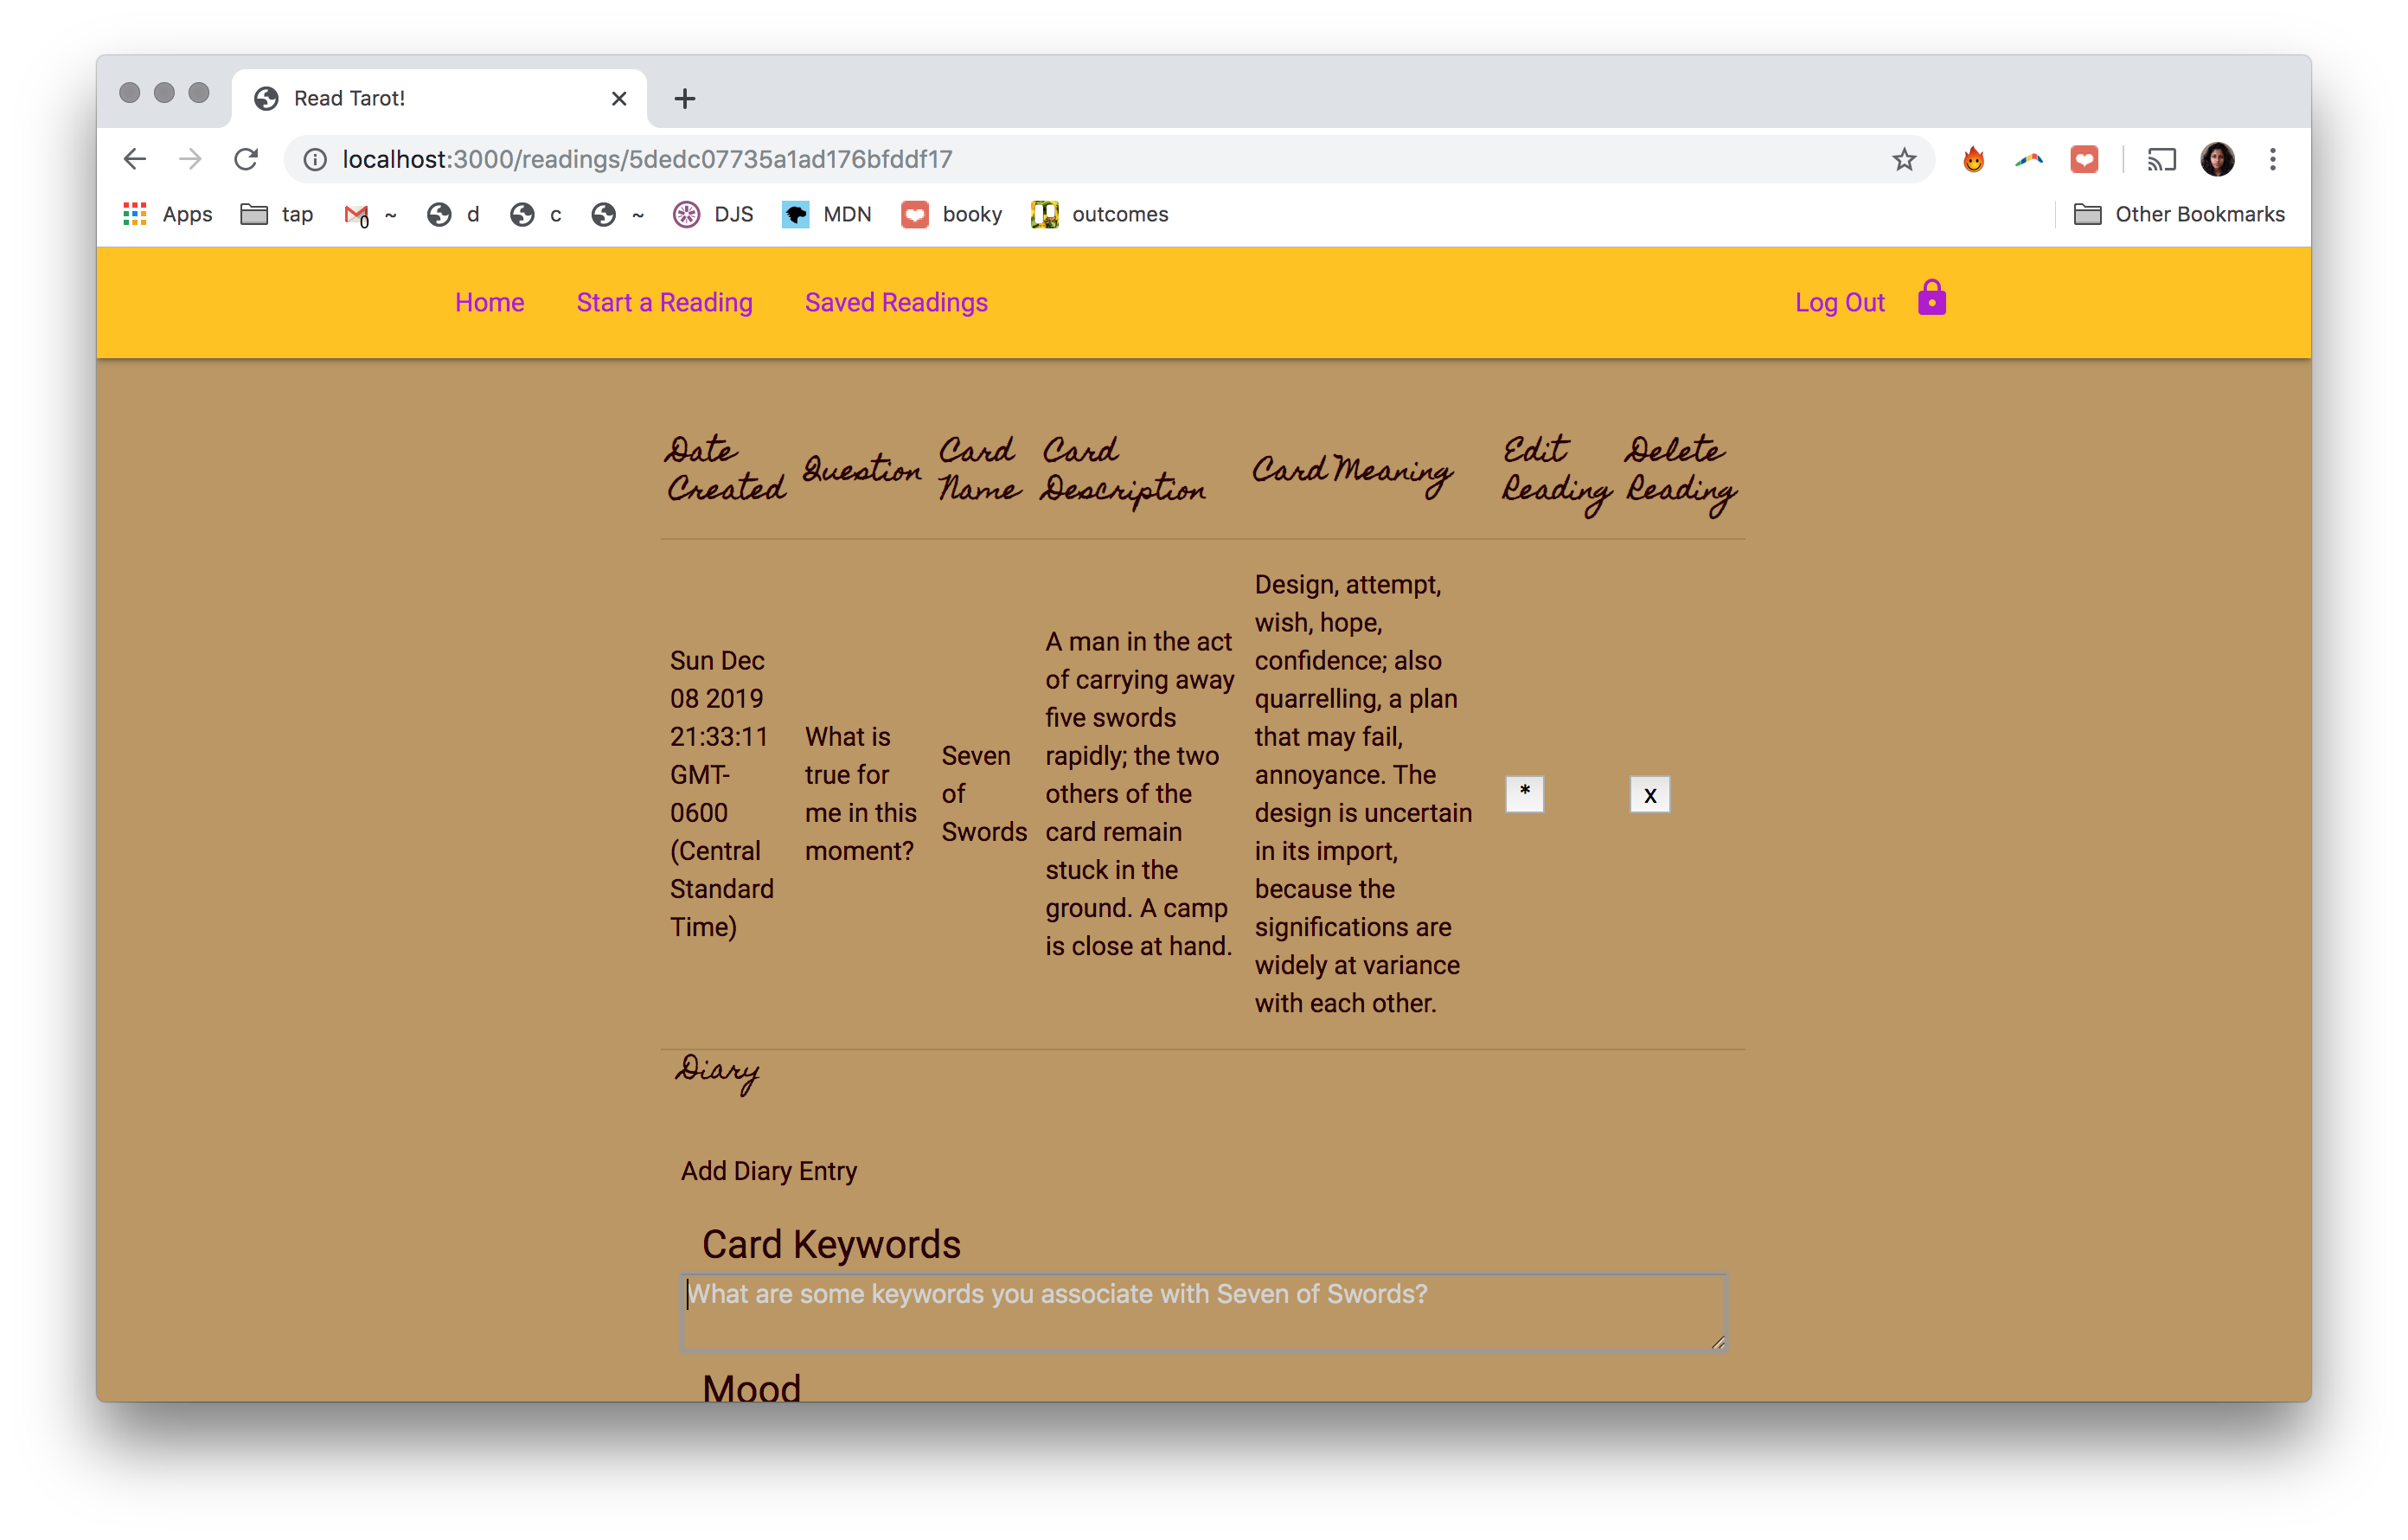 Read Tarot!
localhost:3000/readings/5dedc07735a1ad176bfddf17
Apps tap 0 ~ d c ~ DJS MDN booky outcomes Other Bookmarks
Home Start a Reading Saved Readings Log Out
Date Created
Question
Card Name
Card Description
Card Meaning
Edit Reading
Delete Reading
Sun Dec
08 2019
21:33:11
GMT-
0600
(Central
Standard
Time)
What is
true for
me in this
moment?
Seven
of
Swords
A man in the act
of carrying away
five swords
rapidly; the two
others of the
card remain
stuck in the
ground. A camp
is close at hand.
Design, attempt,
wish, hope,
confidence; also
quarrelling, a plan
that may fail,
annoyance. The
design is uncertain
in its import,
because the
significations are
widely at variance
with each other.
*
x
Diary
Add Diary Entry
Card Keywords
What are some keywords you associate with Seven of Swords?
Mood